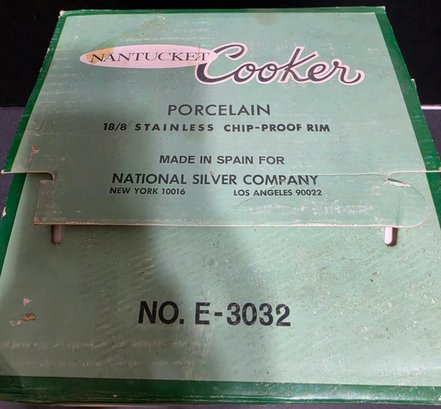 NANTUCKET Cooker
PORCELAIN
18/8 STAINLESS CHIP-PROOF RIM
MADE IN SPAIN FOR
NATIONAL SILVER COMPANY
NEW YORK 10016 LOS ANGELES 90022
NO. E-3032